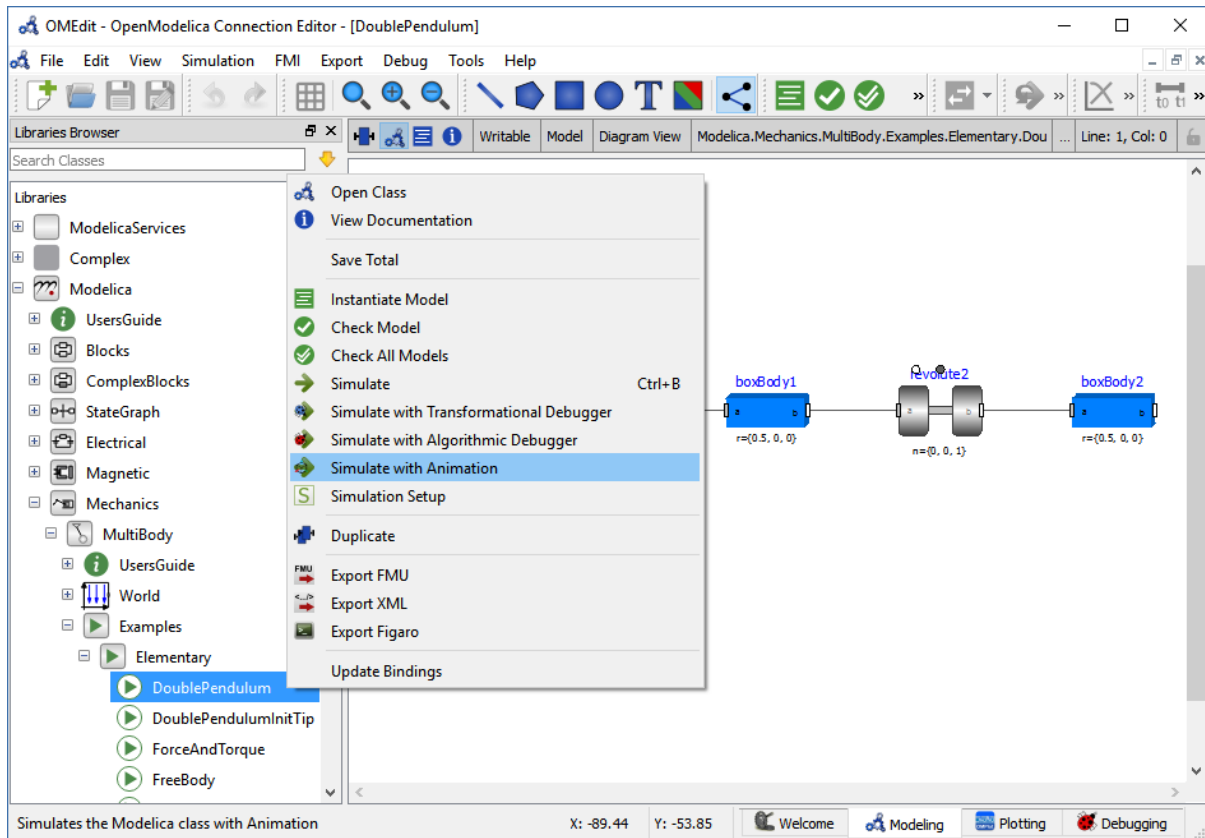 OMEdit - OpenModelica Connection Editor - [DoublePendulum]
File Edit View Simulation FMI Export Debug Tools Help
T » » » t0 t1 »
Libraries Browser
Writable Model Diagram View Modelica.Mechanics.MultiBody.Examples.Elementary.Dou ... Line: 1, Col: 0
Search Classes
Libraries
ModelicaServices
Complex
Modelica
UsersGuide
Blocks
ComplexBlocks
StateGraph
Electrical
Magnetic
Mechanics
MultiBody
UsersGuide
World
Examples
Elementary
DoublePendulum
DoublePendulumInitTip
ForceAndTorque
FreeBody
Open Class
View Documentation
Save Total
Instantiate Model
Check Model
Check All Models
Simulate Ctrl+B
Simulate with Transformational Debugger
Simulate with Algorithmic Debugger
Simulate with Animation
S Simulation Setup
Duplicate
FMU Export FMU
Export XML
Export Figaro
Update Bindings
boxBody1 revolute2 boxBody2
a b a b a b
r={0.5, 0, 0} n={0, 0, 1} r={0.5, 0, 0}
Simulates the Modelica class with Animation X: -89.44 Y: -53.85 Welcome Modeling Plotting Debugging